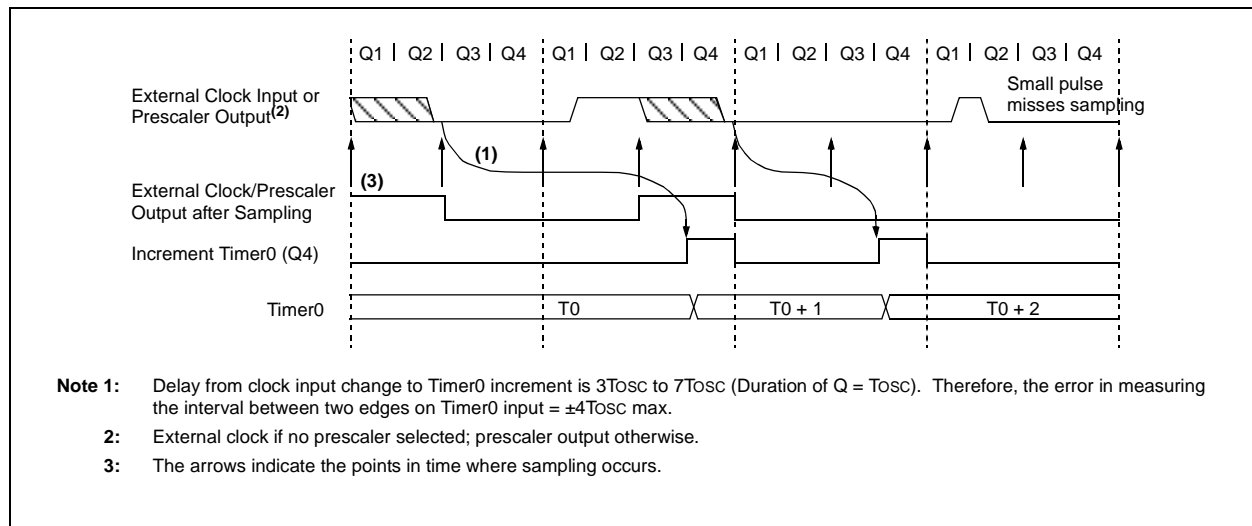 Q1 | Q2 | Q3 | Q4 Q1 | Q2 | Q3 | Q4 Q1 | Q2 | Q3 | Q4 Q1 | Q2 | Q3 | Q4
External Clock Input or
Prescaler Output(2)
Small pulse
misses sampling
(1)
(3)
External Clock/Prescaler
Output after Sampling
Increment Timer0 (Q4)
Timer0 T0 T0 + 1 T0 + 2
Note 1: Delay from clock input change to Timer0 increment is 3TOSC to 7TOSC (Duration of Q = TOSC). Therefore, the error in measuring
the interval between two edges on Timer0 input = ±4TOSC max.
2: External clock if no prescaler selected; prescaler output otherwise.
3: The arrows indicate the points in time where sampling occurs.